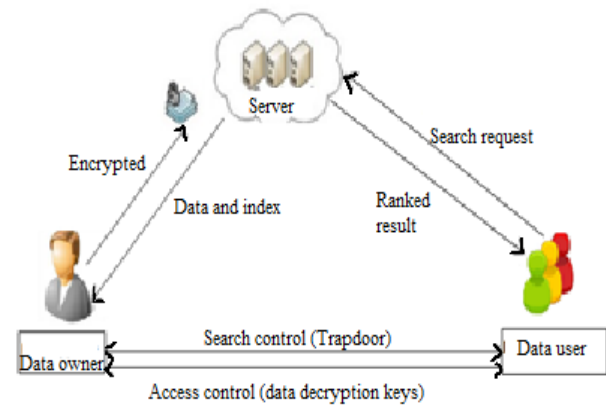 Server
Search request
Encrypted
Data and index
Ranked
result
Search control (Trapdoor)
Data owner
Data user
Access control (data decryption keys)